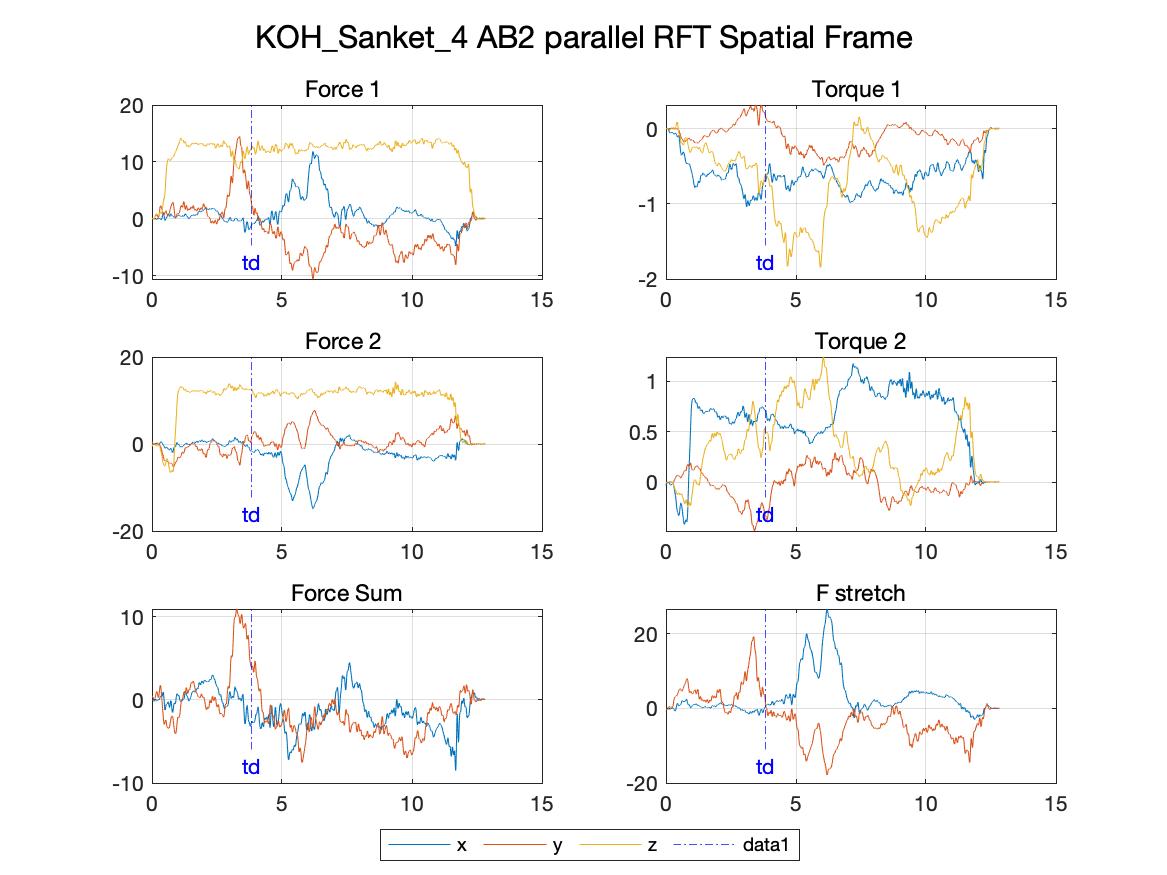 KOH_Sanket_4 AB2 parallel RFT Spatial Frame
Force 1
20
10
0
-10
td
0 5 10 15
Torque 1
0
-1
-2
td
0 5 10 15
Force 2
20
0
-20
td
0 5 10 15
Torque 2
1
0.5
0
td
0 5 10 15
Force Sum
10
0
-10
td
0 5 10 15
F stretch
20
0
-20
td
0 5 10 15
x y z data1